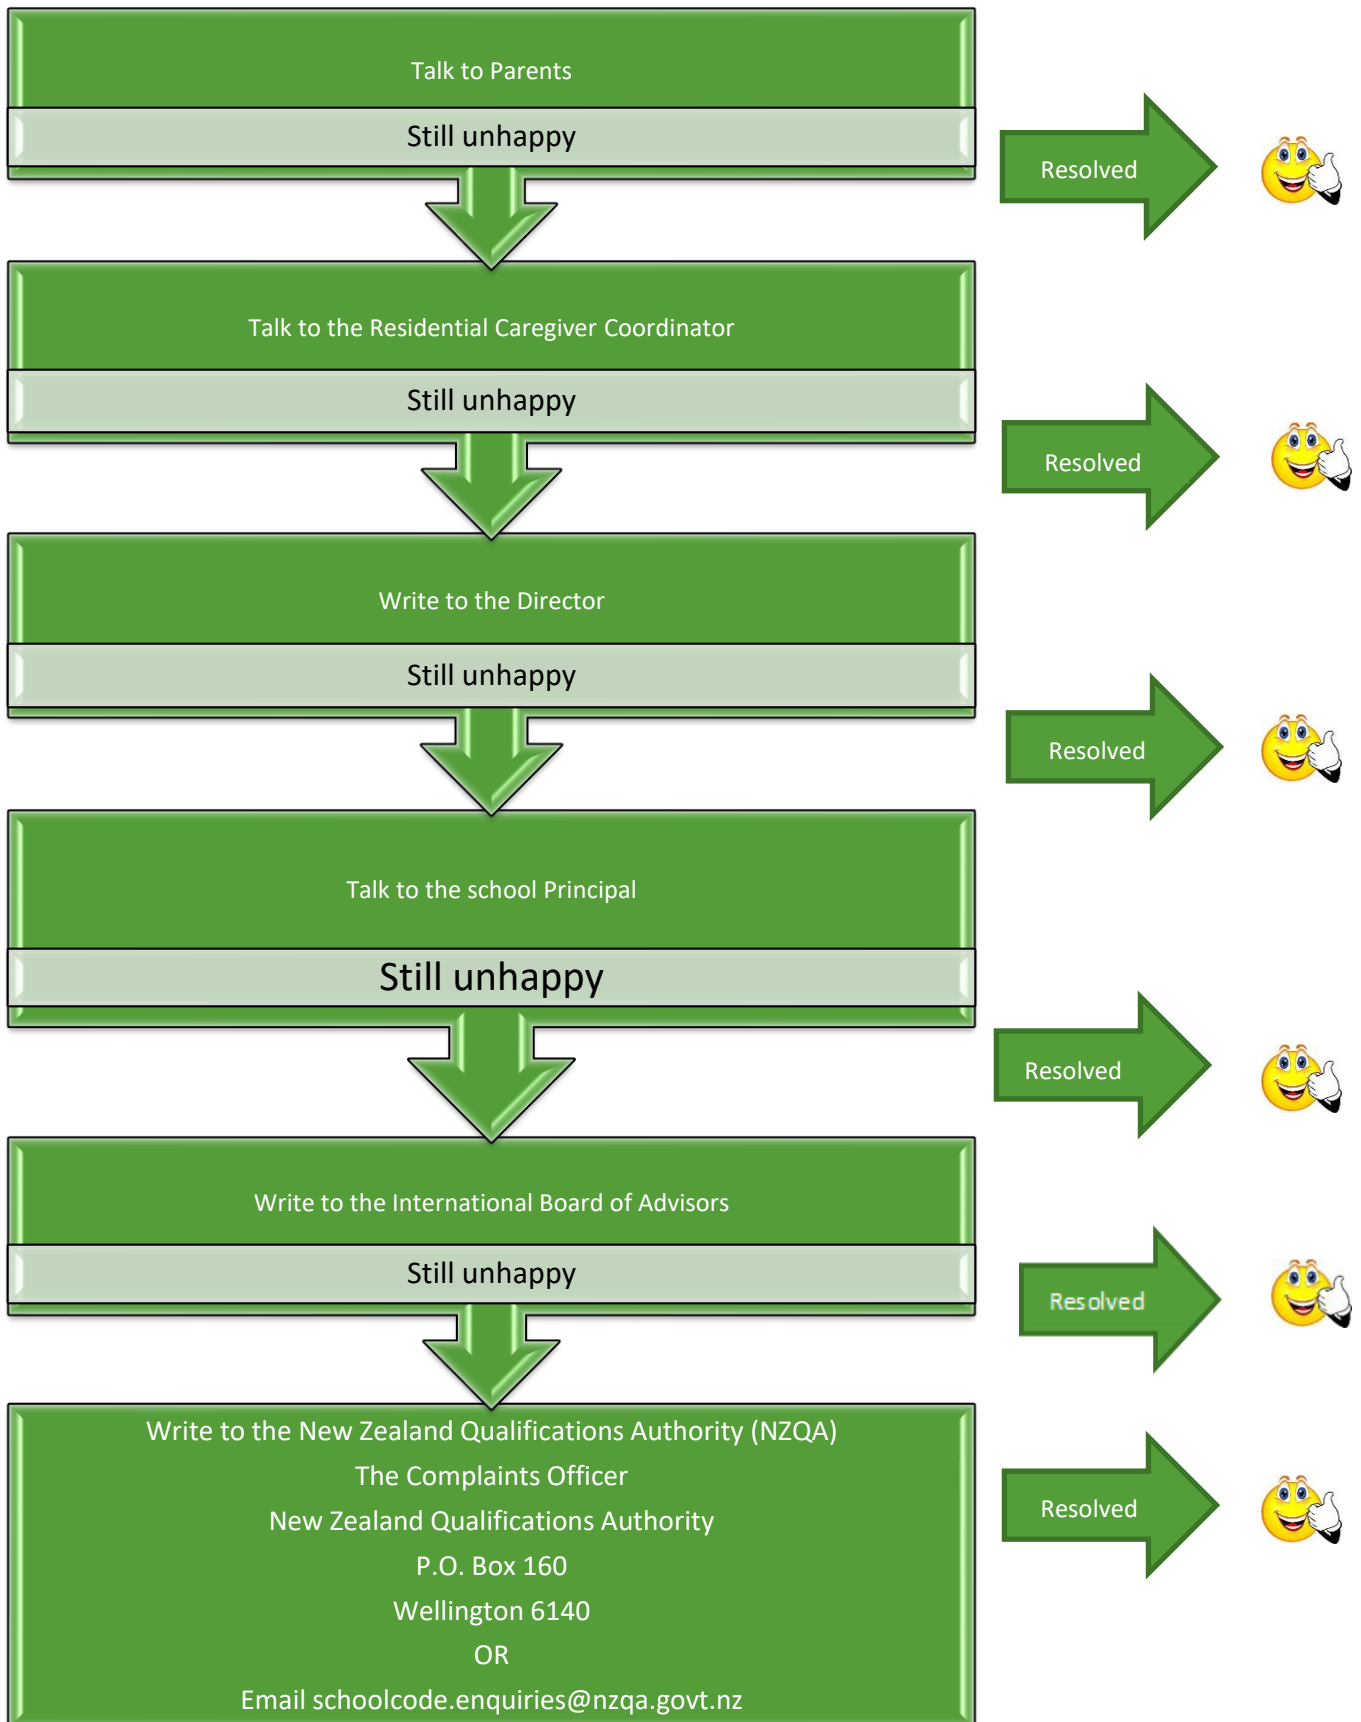 Talk to Parents
Still unhappy
Resolved
Talk to the Residential Caregiver Coordinator
Still unhappy
Resolved
Write to the Director
Still unhappy
Resolved
Talk to the school Principal
Still unhappy
Resolved
Write to the International Board of Advisors
Still unhappy
Resolved
Write to the New Zealand Qualifications Authority (NZQA)
The Complaints Officer
New Zealand Qualifications Authority
P.O. Box 160
Wellington 6140
OR
Email schoolcode.enquiries@nzqa.govt.nz
Resolved